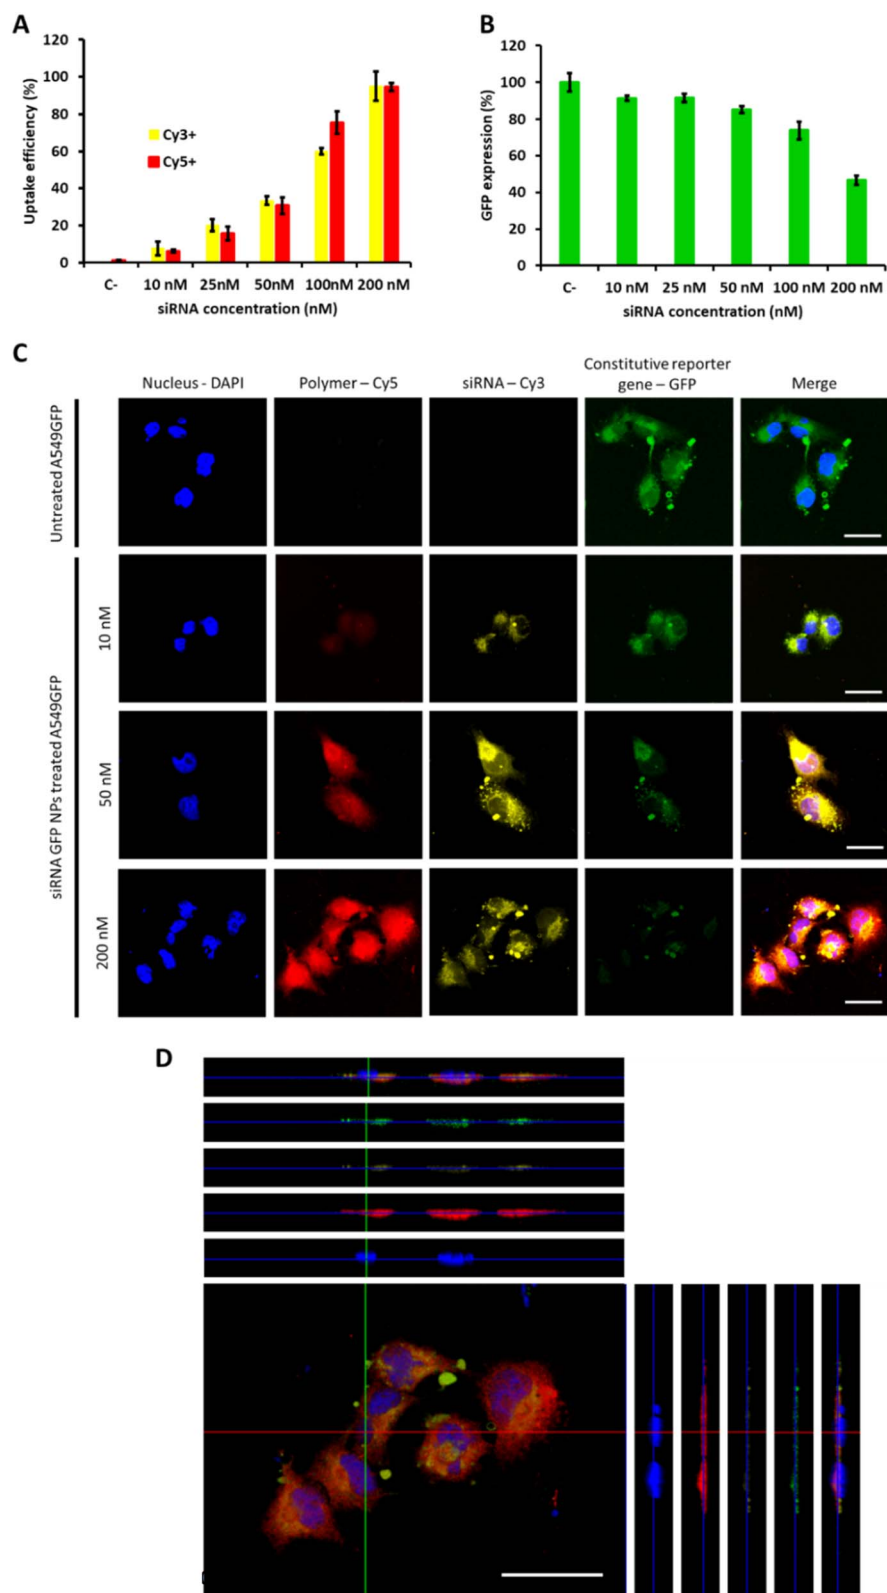 A
120
100
80
60
40
20
0
Uptake efficiency (%)
Cy3+
Cy5+
C- 10 nM 25nM 50nM 100nM 200 nM
siRNA concentration (nM)
B
120
100
80
60
40
20
0
GFP expression (%)
C- 10 nM 25 nM 50 nM 100 nM 200 nM
siRNA concentration (nM)
C
Nucleus - DAPI
Polymer – Cy5
siRNA – Cy3
Constitutive reporter
gene – GFP
Merge
Untreated A549GFP
siRNA GFP NPs treated A549GFP
10 nM
50 nM
200 nM
D